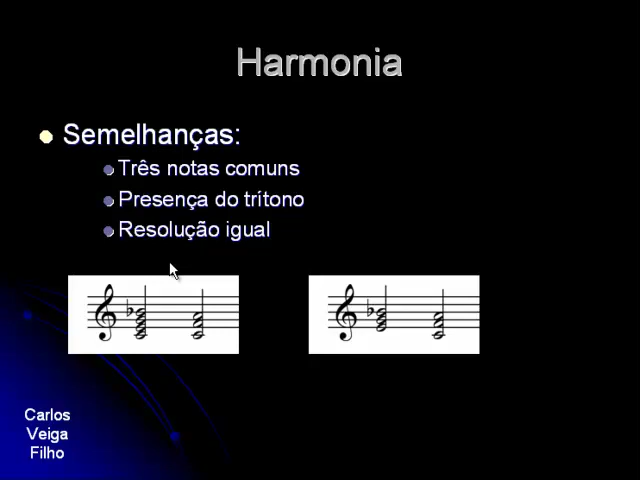 Harmonia
Semelhanças:
Três notas comuns
Presença do trítono
Resolução igual
Carlos
Veiga
Filho